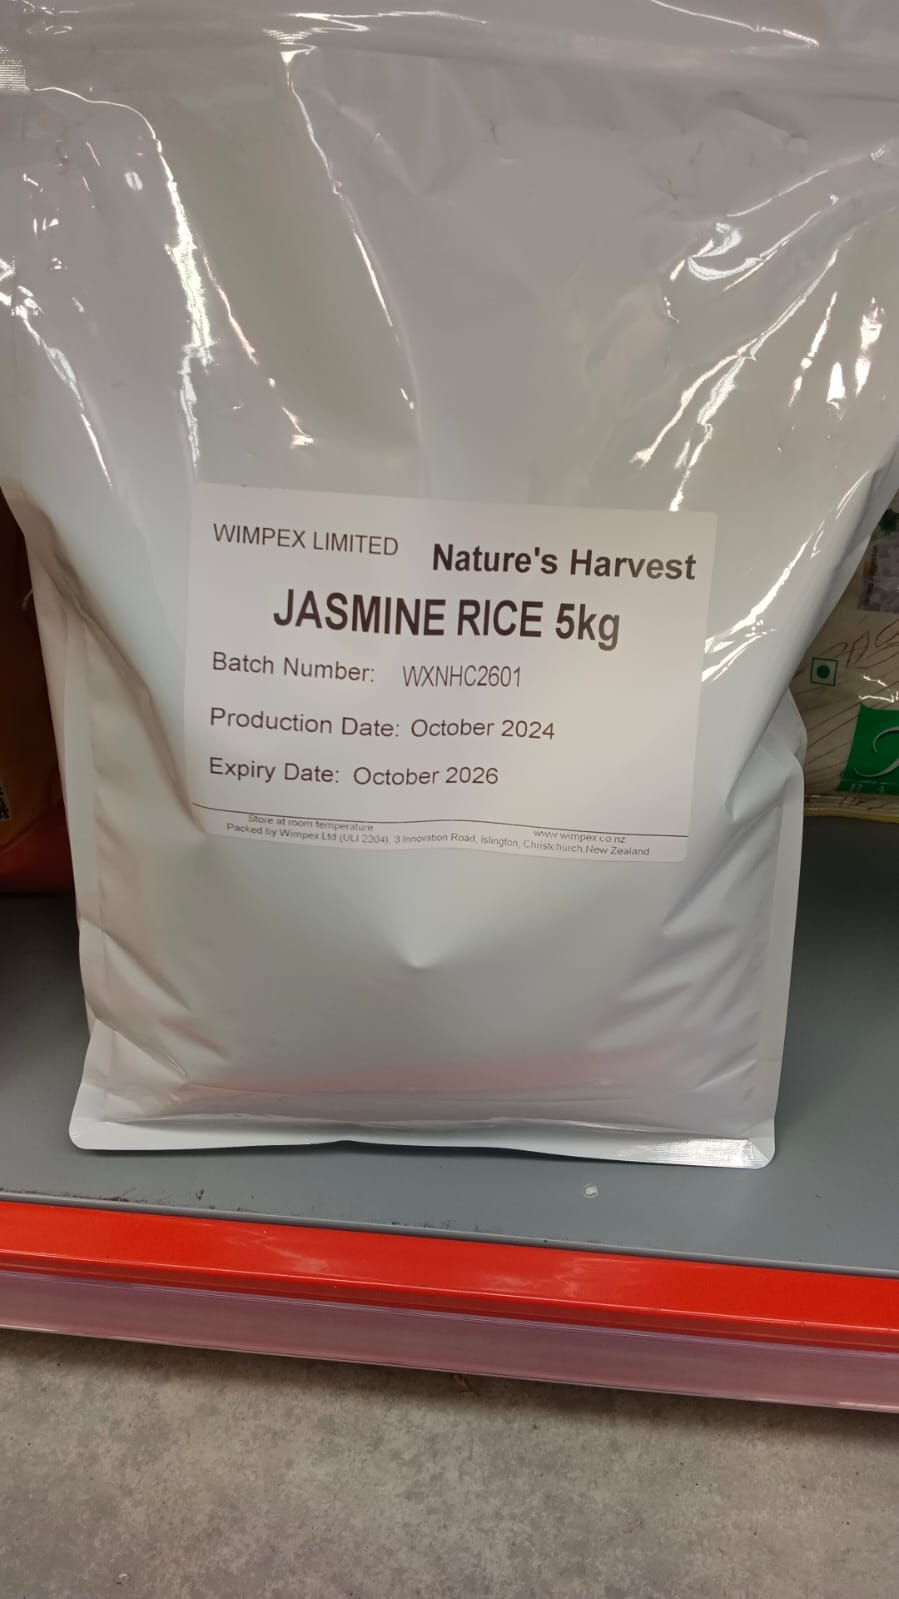 WIMPEX LIMITED
Nature's Harvest
JASMINE RICE 5kg
Batch Number: WXNHC2601
Production Date: October 2024
Expiry Date: October 2026
Store at room temperature
www.wimpex.co.nz
Packed by Wimpex Ltd (ULI 2204), 3 Innovation Road, Islington, Christchurch,New Zealand